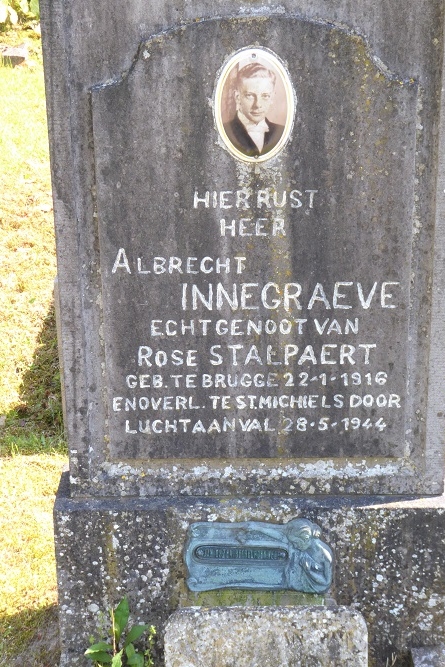 HIER RUST
HEER
ALBRECHT
INNEGRAEVE
ECHTGENOOT VAN
ROSE STALPAERT
GEB. TE BRUGGE 22-1-1916
EN OVERL. TE ST. MICHIELS DOOR
LUCHTAANVAL 28-5-1944